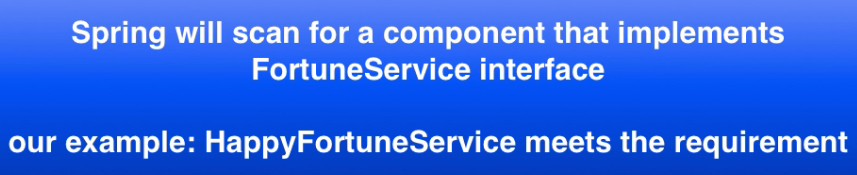 Spring will scan for a component that implements
FortuneService interface
our example: HappyFortuneService meets the requirement